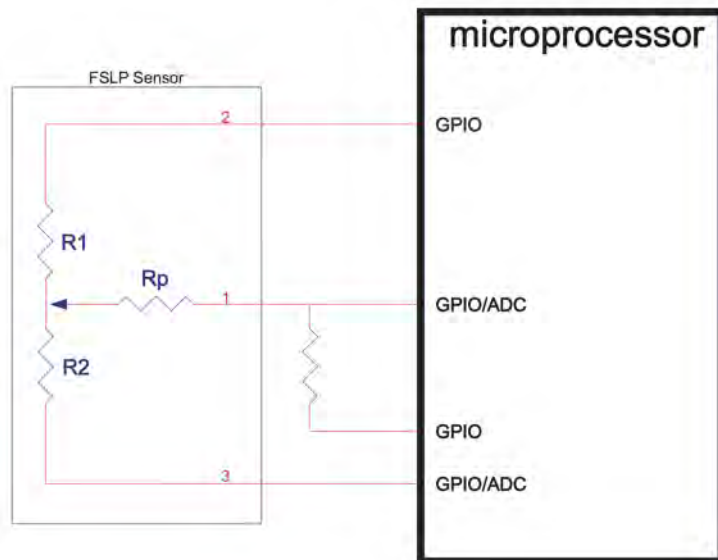 microprocessor
FSLP Sensor
2
GPIO
R1
Rp
1
GPIO/ADC
R2
GPIO
3
GPIO/ADC